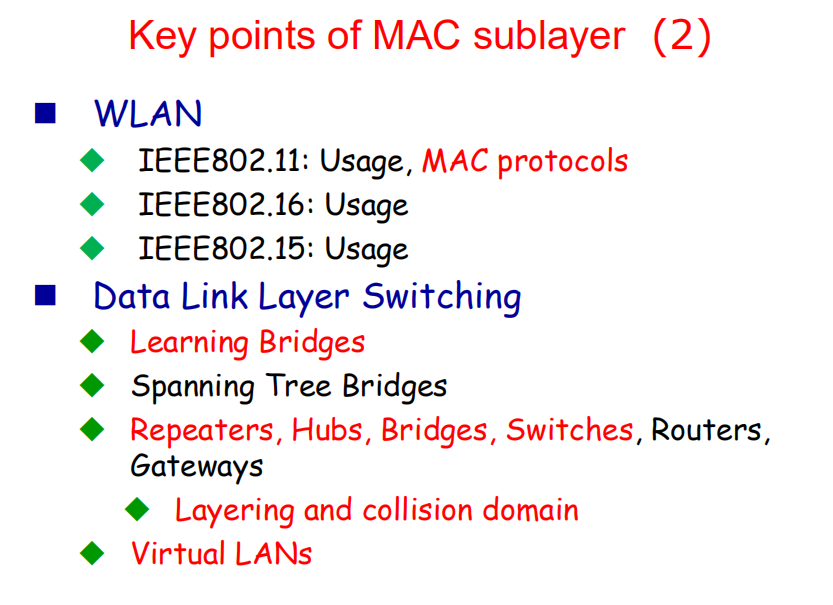 Key points of MAC sublayer (2)
WLAN
IEEE802.11: Usage, MAC protocols
IEEE802.16: Usage
IEEE802.15: Usage
Data Link Layer Switching
Learning Bridges
Spanning Tree Bridges
Repeaters, Hubs, Bridges, Switches, Routers,
Gateways
Layering and collision domain
Virtual LANs